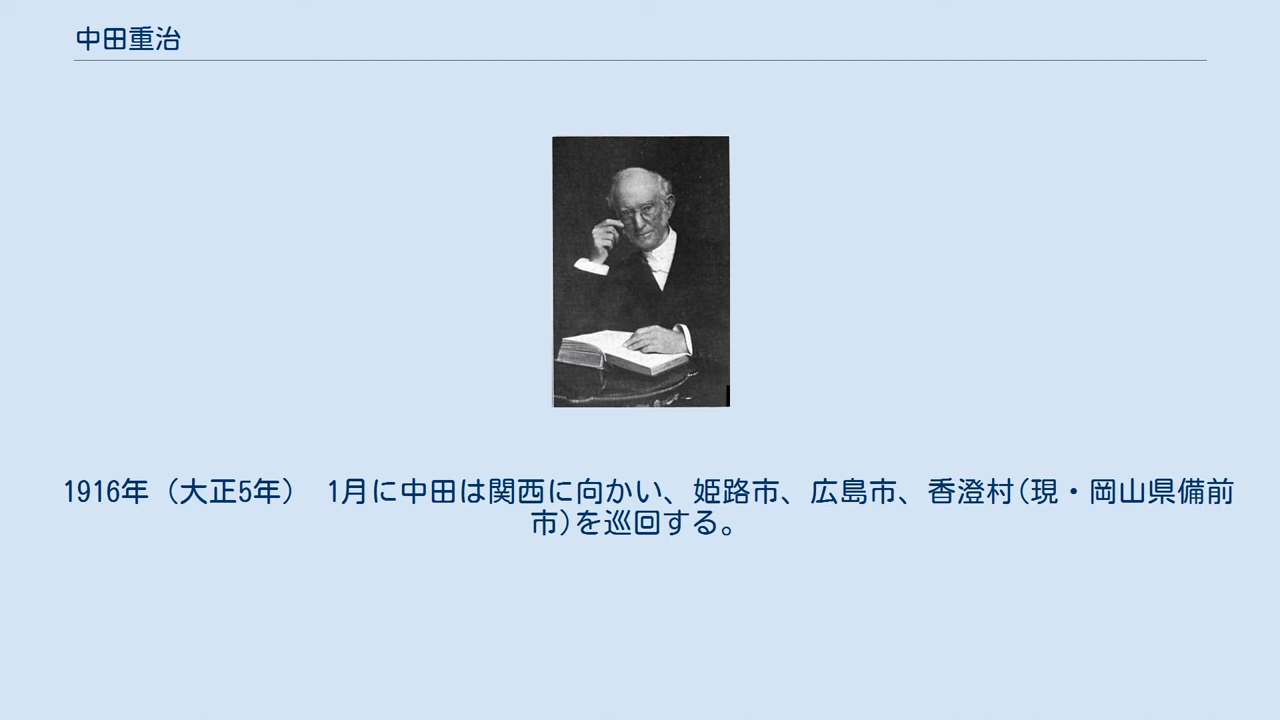 中田重治
1916年（大正5年） 1月に中田は関西に向かい、姫路市、広島市、香澄村(現・岡山県備前
市)を巡回する。